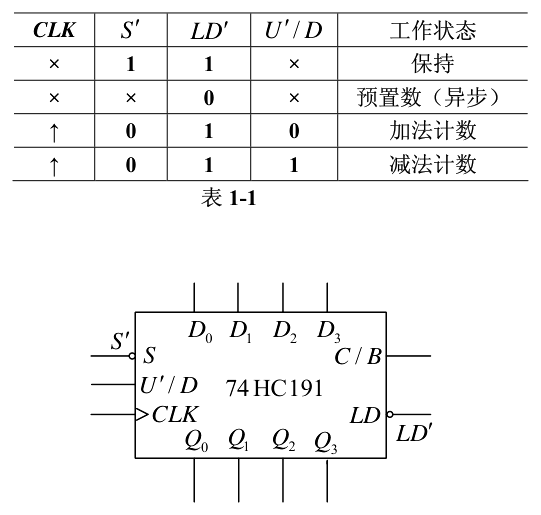 CLK S′ LD′ U′/D 工作状态
× 1 1 × 保持
× × 0 × 预置数（异步）
↑ 0 1 0 加法计数
↑ 0 1 1 减法计数
表 1-1
D₀ D₁ D₂ D₃
S′ S C/B
U′/D 74HC191
CLK LD LD′
Q₀ Q₁ Q₂ Q₃